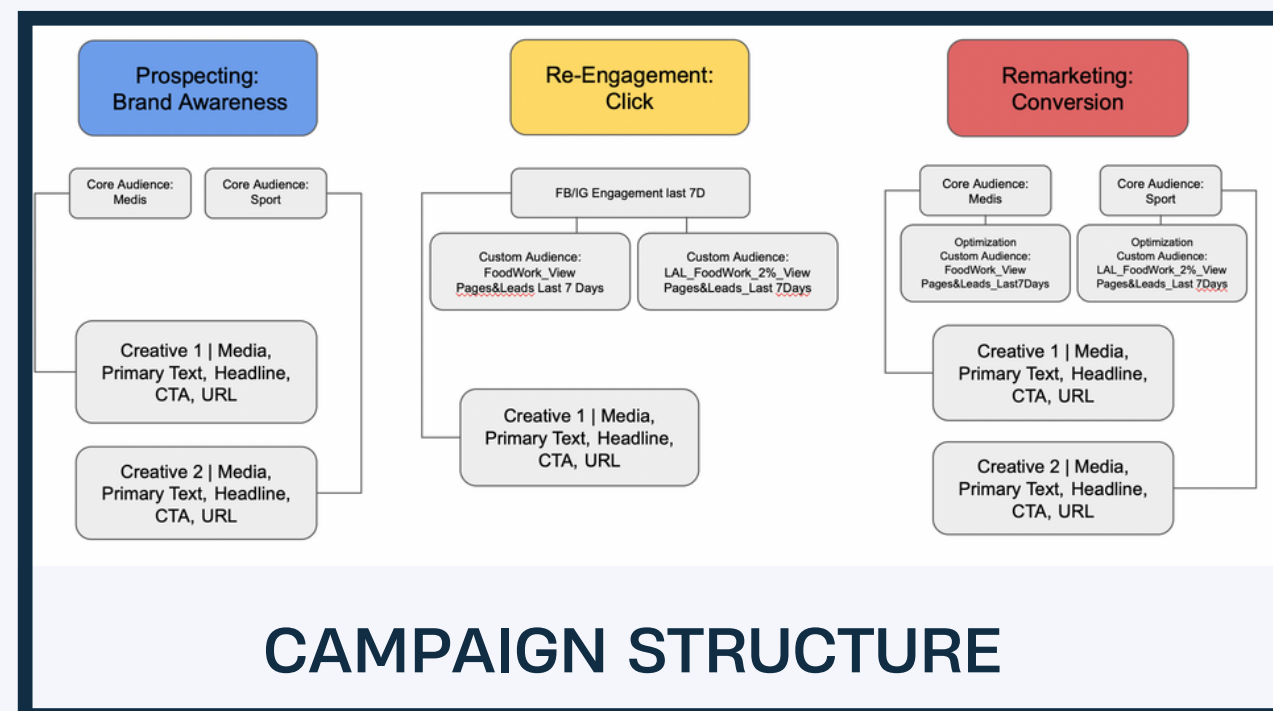 Prospecting:
Brand Awareness
Core Audience:
Medis
Core Audience:
Sport
Creative 1 | Media,
Primary Text, Headline,
CTA, URL
Creative 2 | Media,
Primary Text, Headline,
CTA, URL
Re-Engagement:
Click
FB/IG Engagement last 7D
Custom Audience:
FoodWork_View
Pages&Leads Last 7 Days
Custom Audience:
LAL_FoodWork_2%_View
Pages&Leads_Last 7Days
Creative 1 | Media,
Primary Text, Headline,
CTA, URL
Remarketing:
Conversion
Core Audience:
Medis
Core Audience:
Sport
Optimization
Custom Audience:
FoodWork_View
Pages&Leads_Last7Days
Optimization
Custom Audience:
LAL_FoodWork_2%_View
Pages&Leads_Last 7Days
Creative 1 | Media,
Primary Text, Headline,
CTA, URL
Creative 2 | Media,
Primary Text, Headline,
CTA, URL
CAMPAIGN STRUCTURE